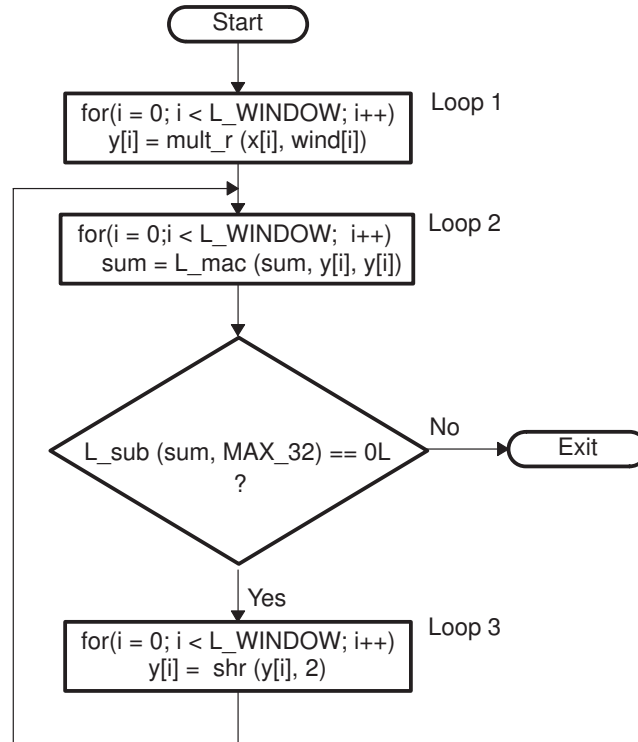 Start
for(i = 0; i < L_WINDOW; i++)
y[i] = mult_r (x[i], wind[i])
Loop 1
for(i = 0;i < L_WINDOW;  i++)
sum = L_mac (sum, y[i], y[i])
Loop 2
L_sub (sum, MAX_32) == 0L
?
No
Exit
Yes
for(i = 0; i < L_WINDOW; i++)
y[i] =  shr (y[i], 2)
Loop 3